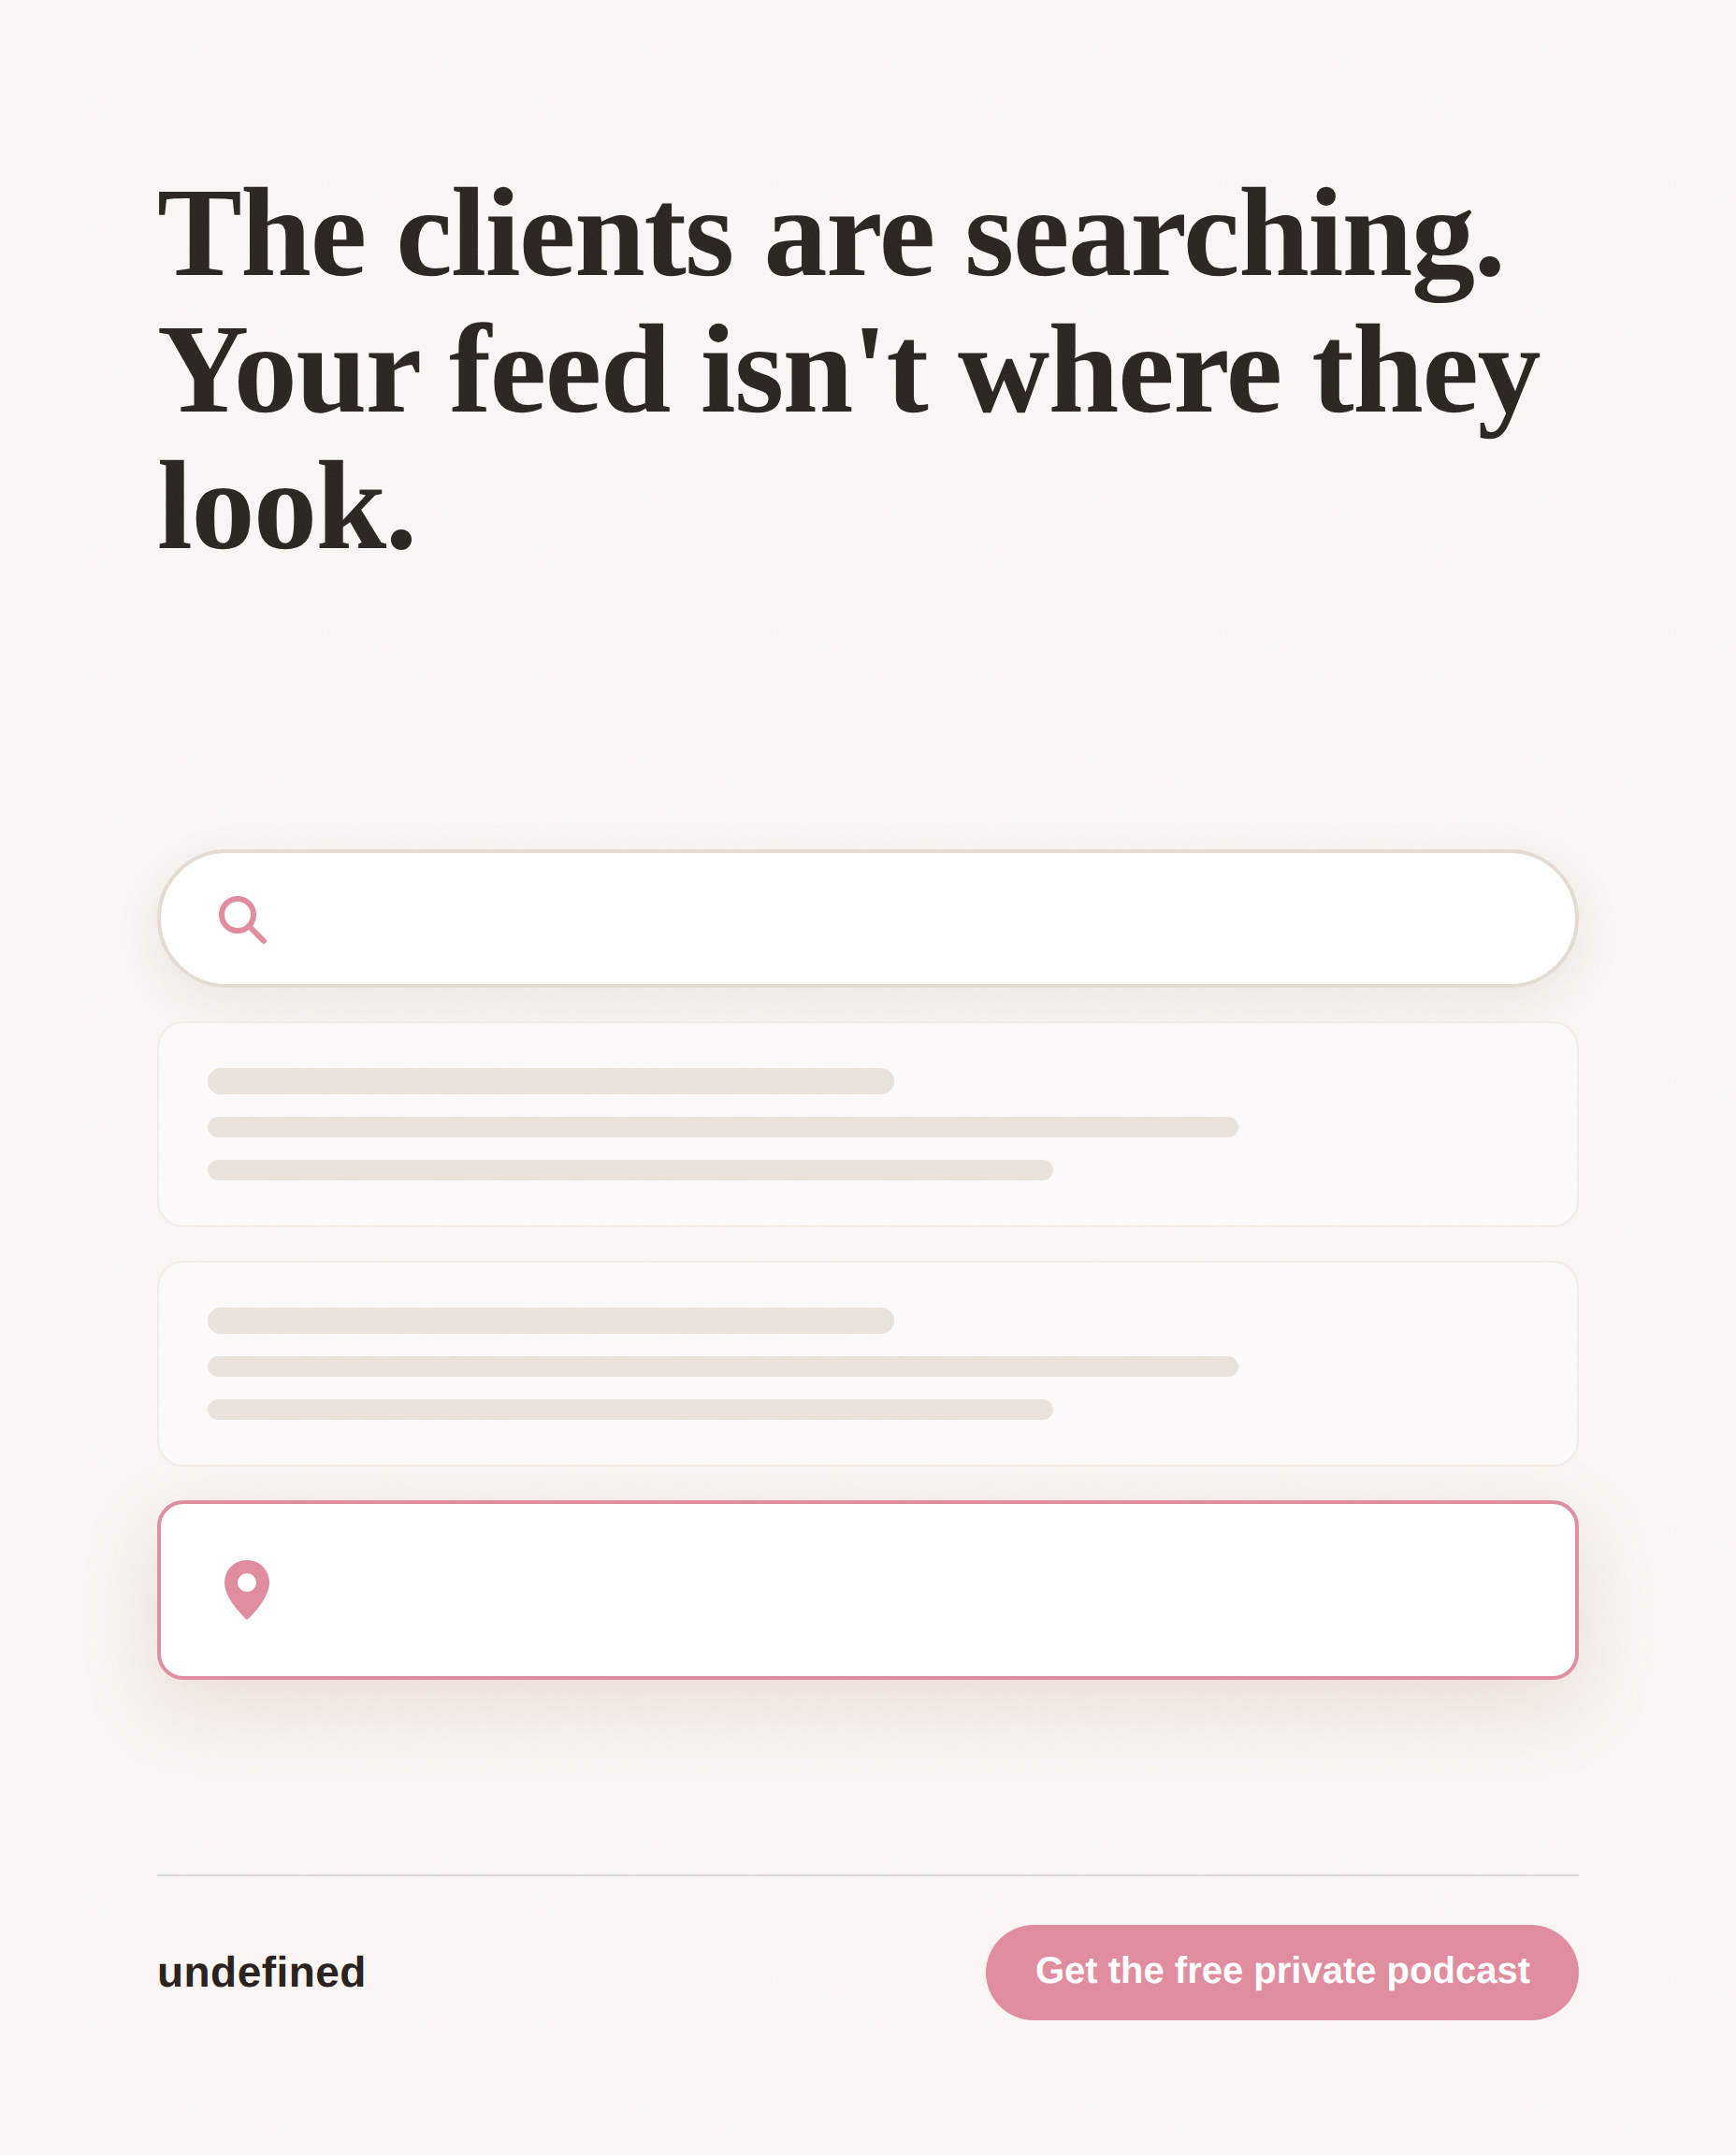 The clients are searching.
Your feed isn't where they
look.
undefined
Get the free private podcast